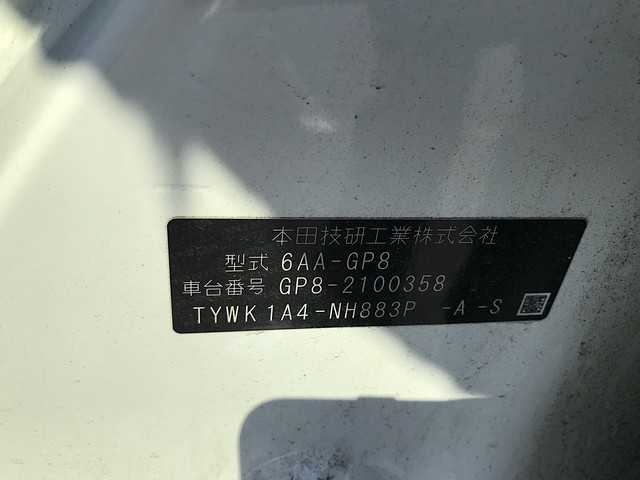 本田技研工業株式会社
型式 6AA-GP8
車台番号 GP8-2100358
TYWK1A4-NH883P -A-S